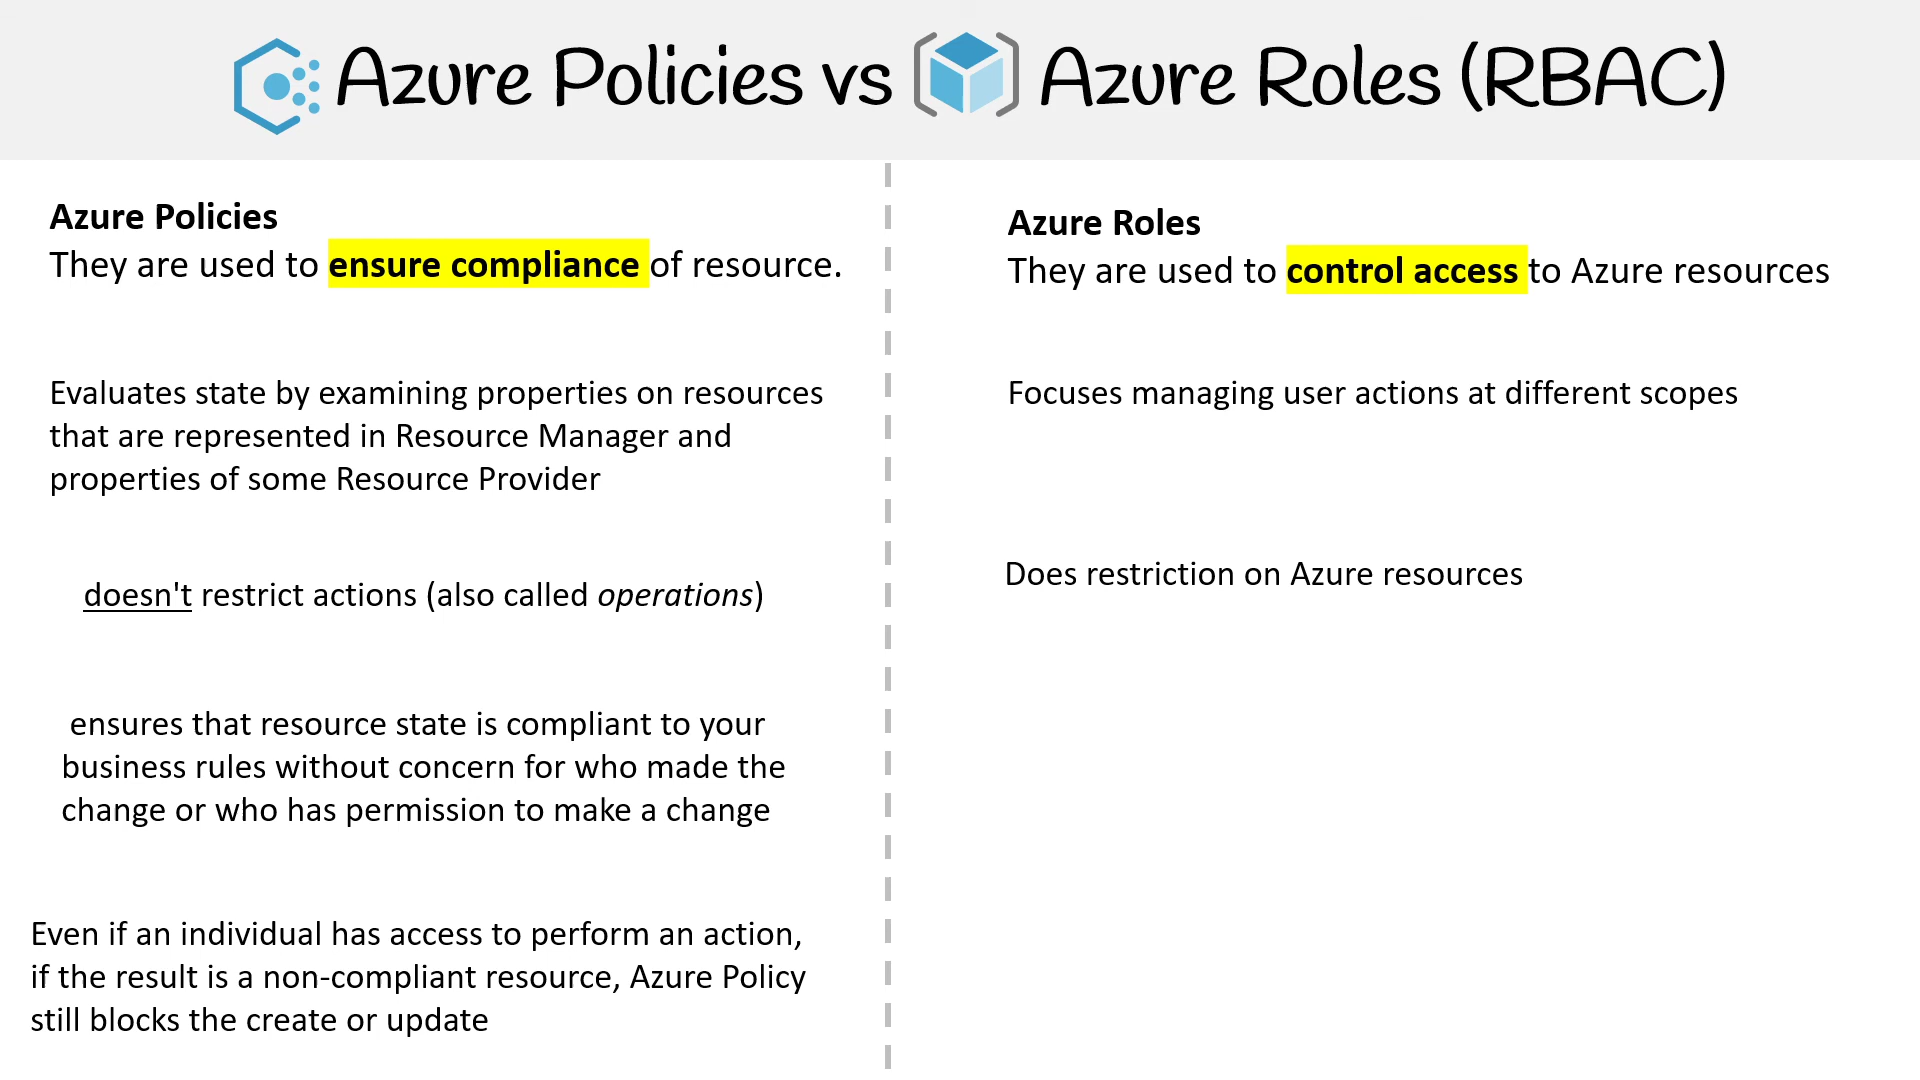 Azure Policies vs Azure Roles (RBAC)
Azure Policies
They are used to ensure compliance of resource.
Evaluates state by examining properties on resources
that are represented in Resource Manager and
properties of some Resource Provider
doesn't restrict actions (also called operations)
ensures that resource state is compliant to your
business rules without concern for who made the
change or who has permission to make a change
Even if an individual has access to perform an action,
if the result is a non-compliant resource, Azure Policy
still blocks the create or update
Azure Roles
They are used to control access to Azure resources
Focuses managing user actions at different scopes
Does restriction on Azure resources